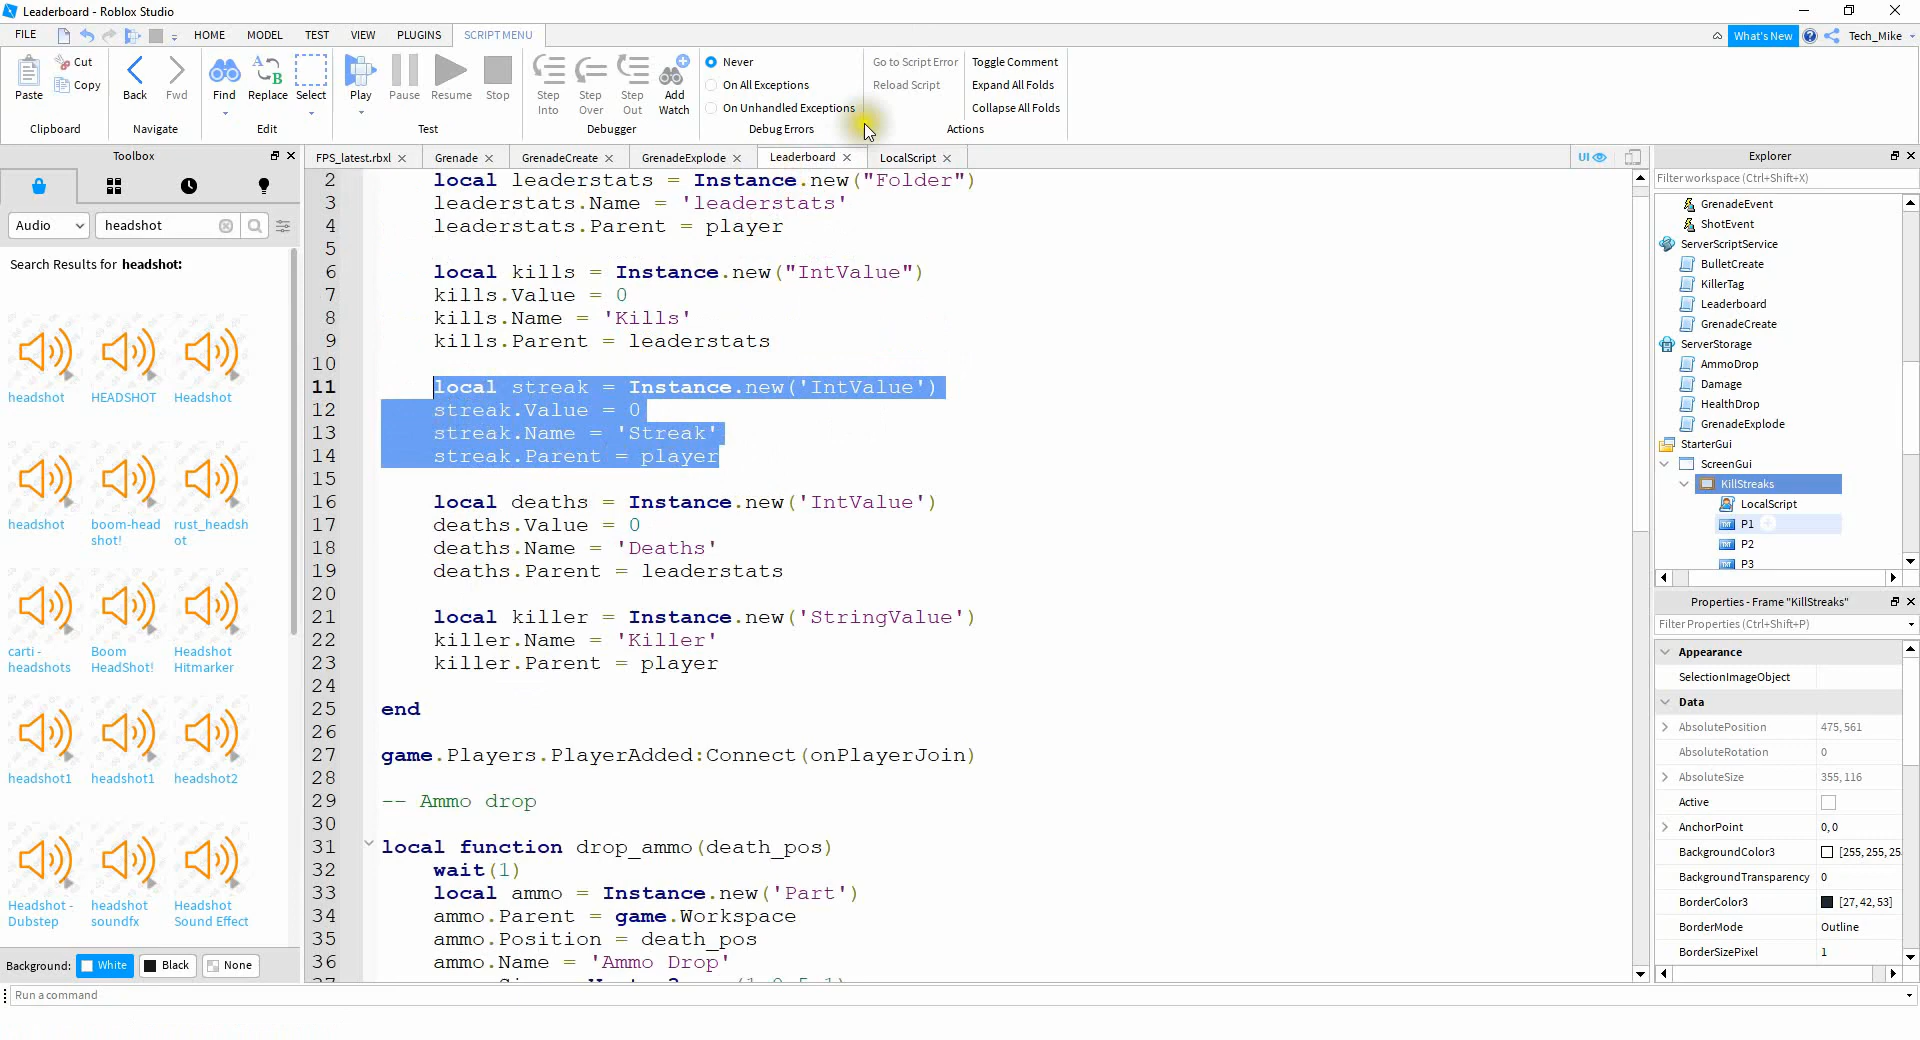 Leaderboard - Roblox Studio
FILE HOME MODEL TEST VIEW PLUGINS SCRIPT MENU What's New Tech_Mike
Paste Cut Copy
Clipboard
Back Fwd
Navigate
Find Replace Select
Edit
Play Pause Resume Stop
Test
Step Into Step Over Step Out Add Watch
Debugger
Never
On All Exceptions
On Unhandled Exceptions
Debug Errors
Go to Script Error
Reload Script
Toggle Comment
Expand All Folds
Collapse All Folds
Actions
Toolbox
Audio headshot
Search Results for headshot:
headshot HEADSHOT Headshot
headshot boom-head shot! rust_headsh ot
carti - headshots Boom HeadShot! Headshot Hitmarker
headshot1 headshot1 headshot2
Headshot - Dubstep headshot soundfx Headshot Sound Effect
Background: White Black None
Run a command
FPS_latest.rbxl Grenade GrenadeCreate GrenadeExplode Leaderboard LocalScript UI
2 local leaderstats = Instance.new("Folder")
3 leaderstats.Name = 'leaderstats'
4 leaderstats.Parent = player
5
6 local kills = Instance.new("IntValue")
7 kills.Value = 0
8 kills.Name = 'Kills'
9 kills.Parent = leaderstats
10
11 local streak = Instance.new('IntValue')
12 streak.Value = 0
13 streak.Name = 'Streak'
14 streak.Parent = player
15
16 local deaths = Instance.new('IntValue')
17 deaths.Value = 0
18 deaths.Name = 'Deaths'
19 deaths.Parent = leaderstats
20
21 local killer = Instance.new('StringValue')
22 killer.Name = 'Killer'
23 killer.Parent = player
24
25 end
26
27 game.Players.PlayerAdded:Connect(onPlayerJoin)
28
29 -- Ammo drop
30
31 local function drop_ammo(death_pos)
32 wait(1)
33 local ammo = Instance.new('Part')
34 ammo.Parent = game.Workspace
35 ammo.Position = death_pos
36 ammo.Name = 'Ammo Drop'
Explorer
Filter workspace (Ctrl+Shift+X)
GrenadeEvent
ShotEvent
ServerScriptService
BulletCreate
KillerTag
Leaderboard
GrenadeCreate
ServerStorage
AmmoDrop
Damage
HealthDrop
GrenadeExplode
StarterGui
ScreenGui
KillStreaks
LocalScript
P1
P2
P3
Properties - Frame "KillStreaks"
Filter Properties (Ctrl+Shift+P)
Appearance
SelectionImageObject
Data
AbsolutePosition 475, 561
AbsoluteRotation 0
AbsoluteSize 355, 116
Active
AnchorPoint 0, 0
BackgroundColor3 [255, 255, 25
BackgroundTransparency 0
BorderColor3 [27, 42, 53]
BorderMode Outline
BorderSizePixel 1